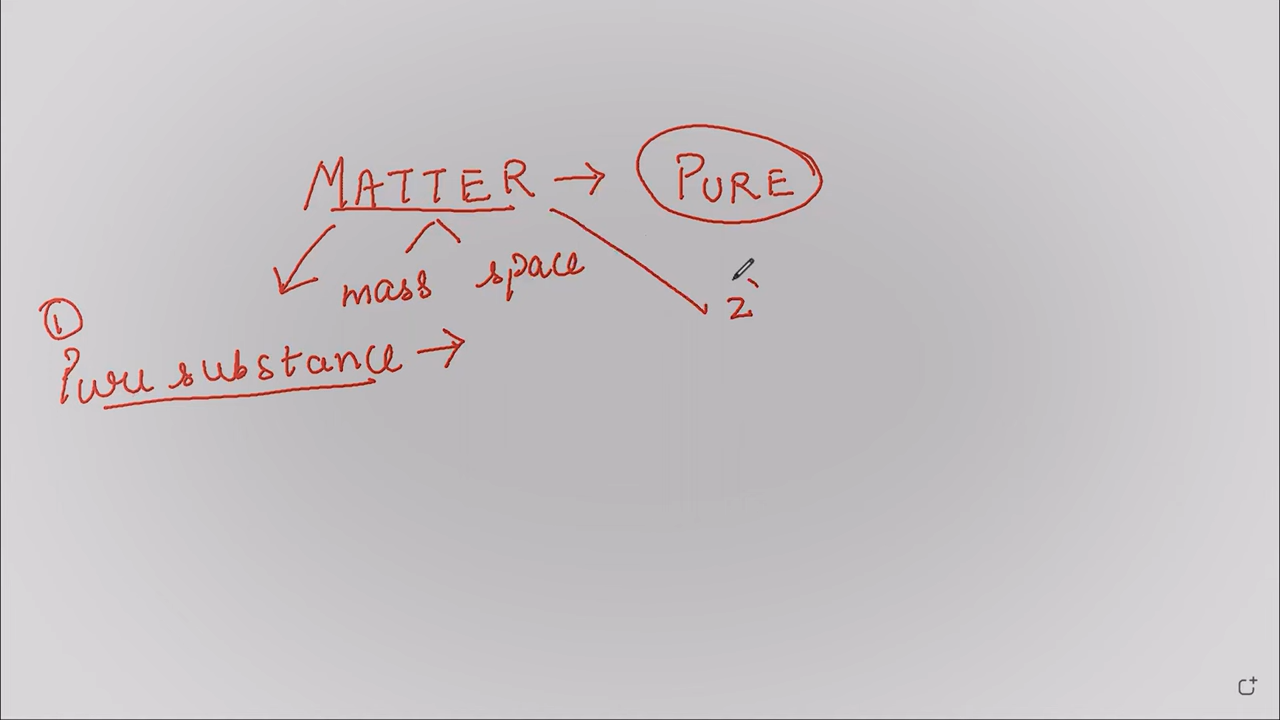 MATTER → PURE
mass space
①
2
Pure substance →